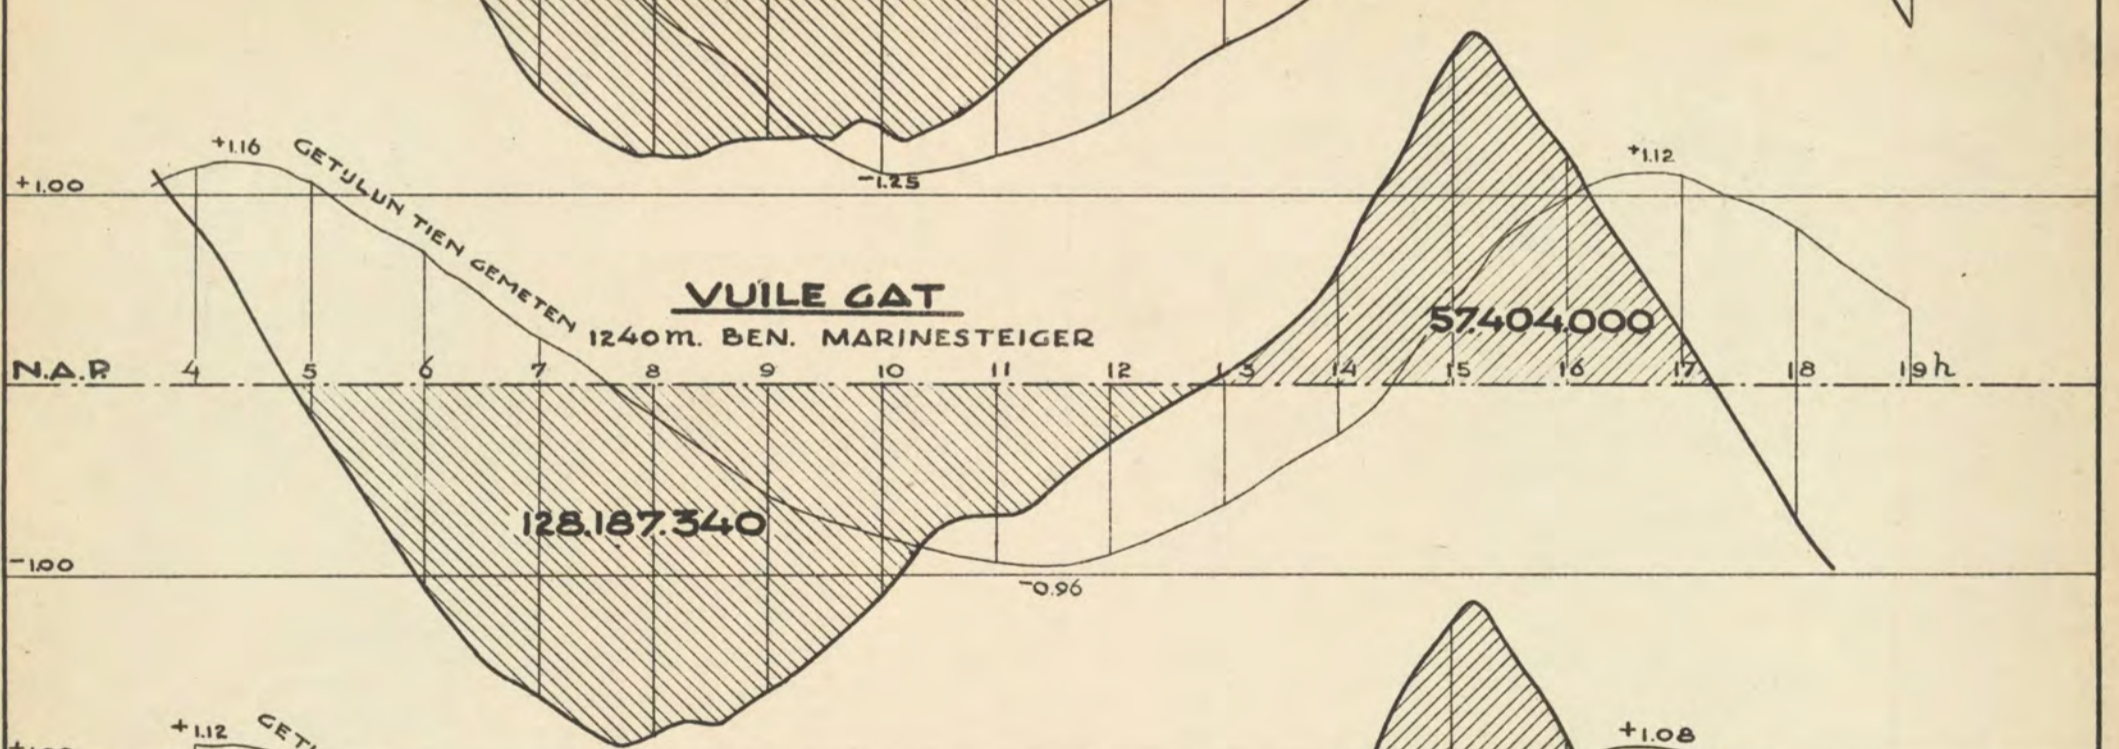 -1.25
+1.16
GETIJLIJN TIEN GEMETEN
+1.12
+1.00
VUILE GAT
1240m. BEN. MARINESTEIGER
57.404.000
N.A.P. 4 5 6 7 8 9 10 11 12 13 14 15 16 17 18 19h
128.187.340
-1.00
-0.96
+1.12
+1.08